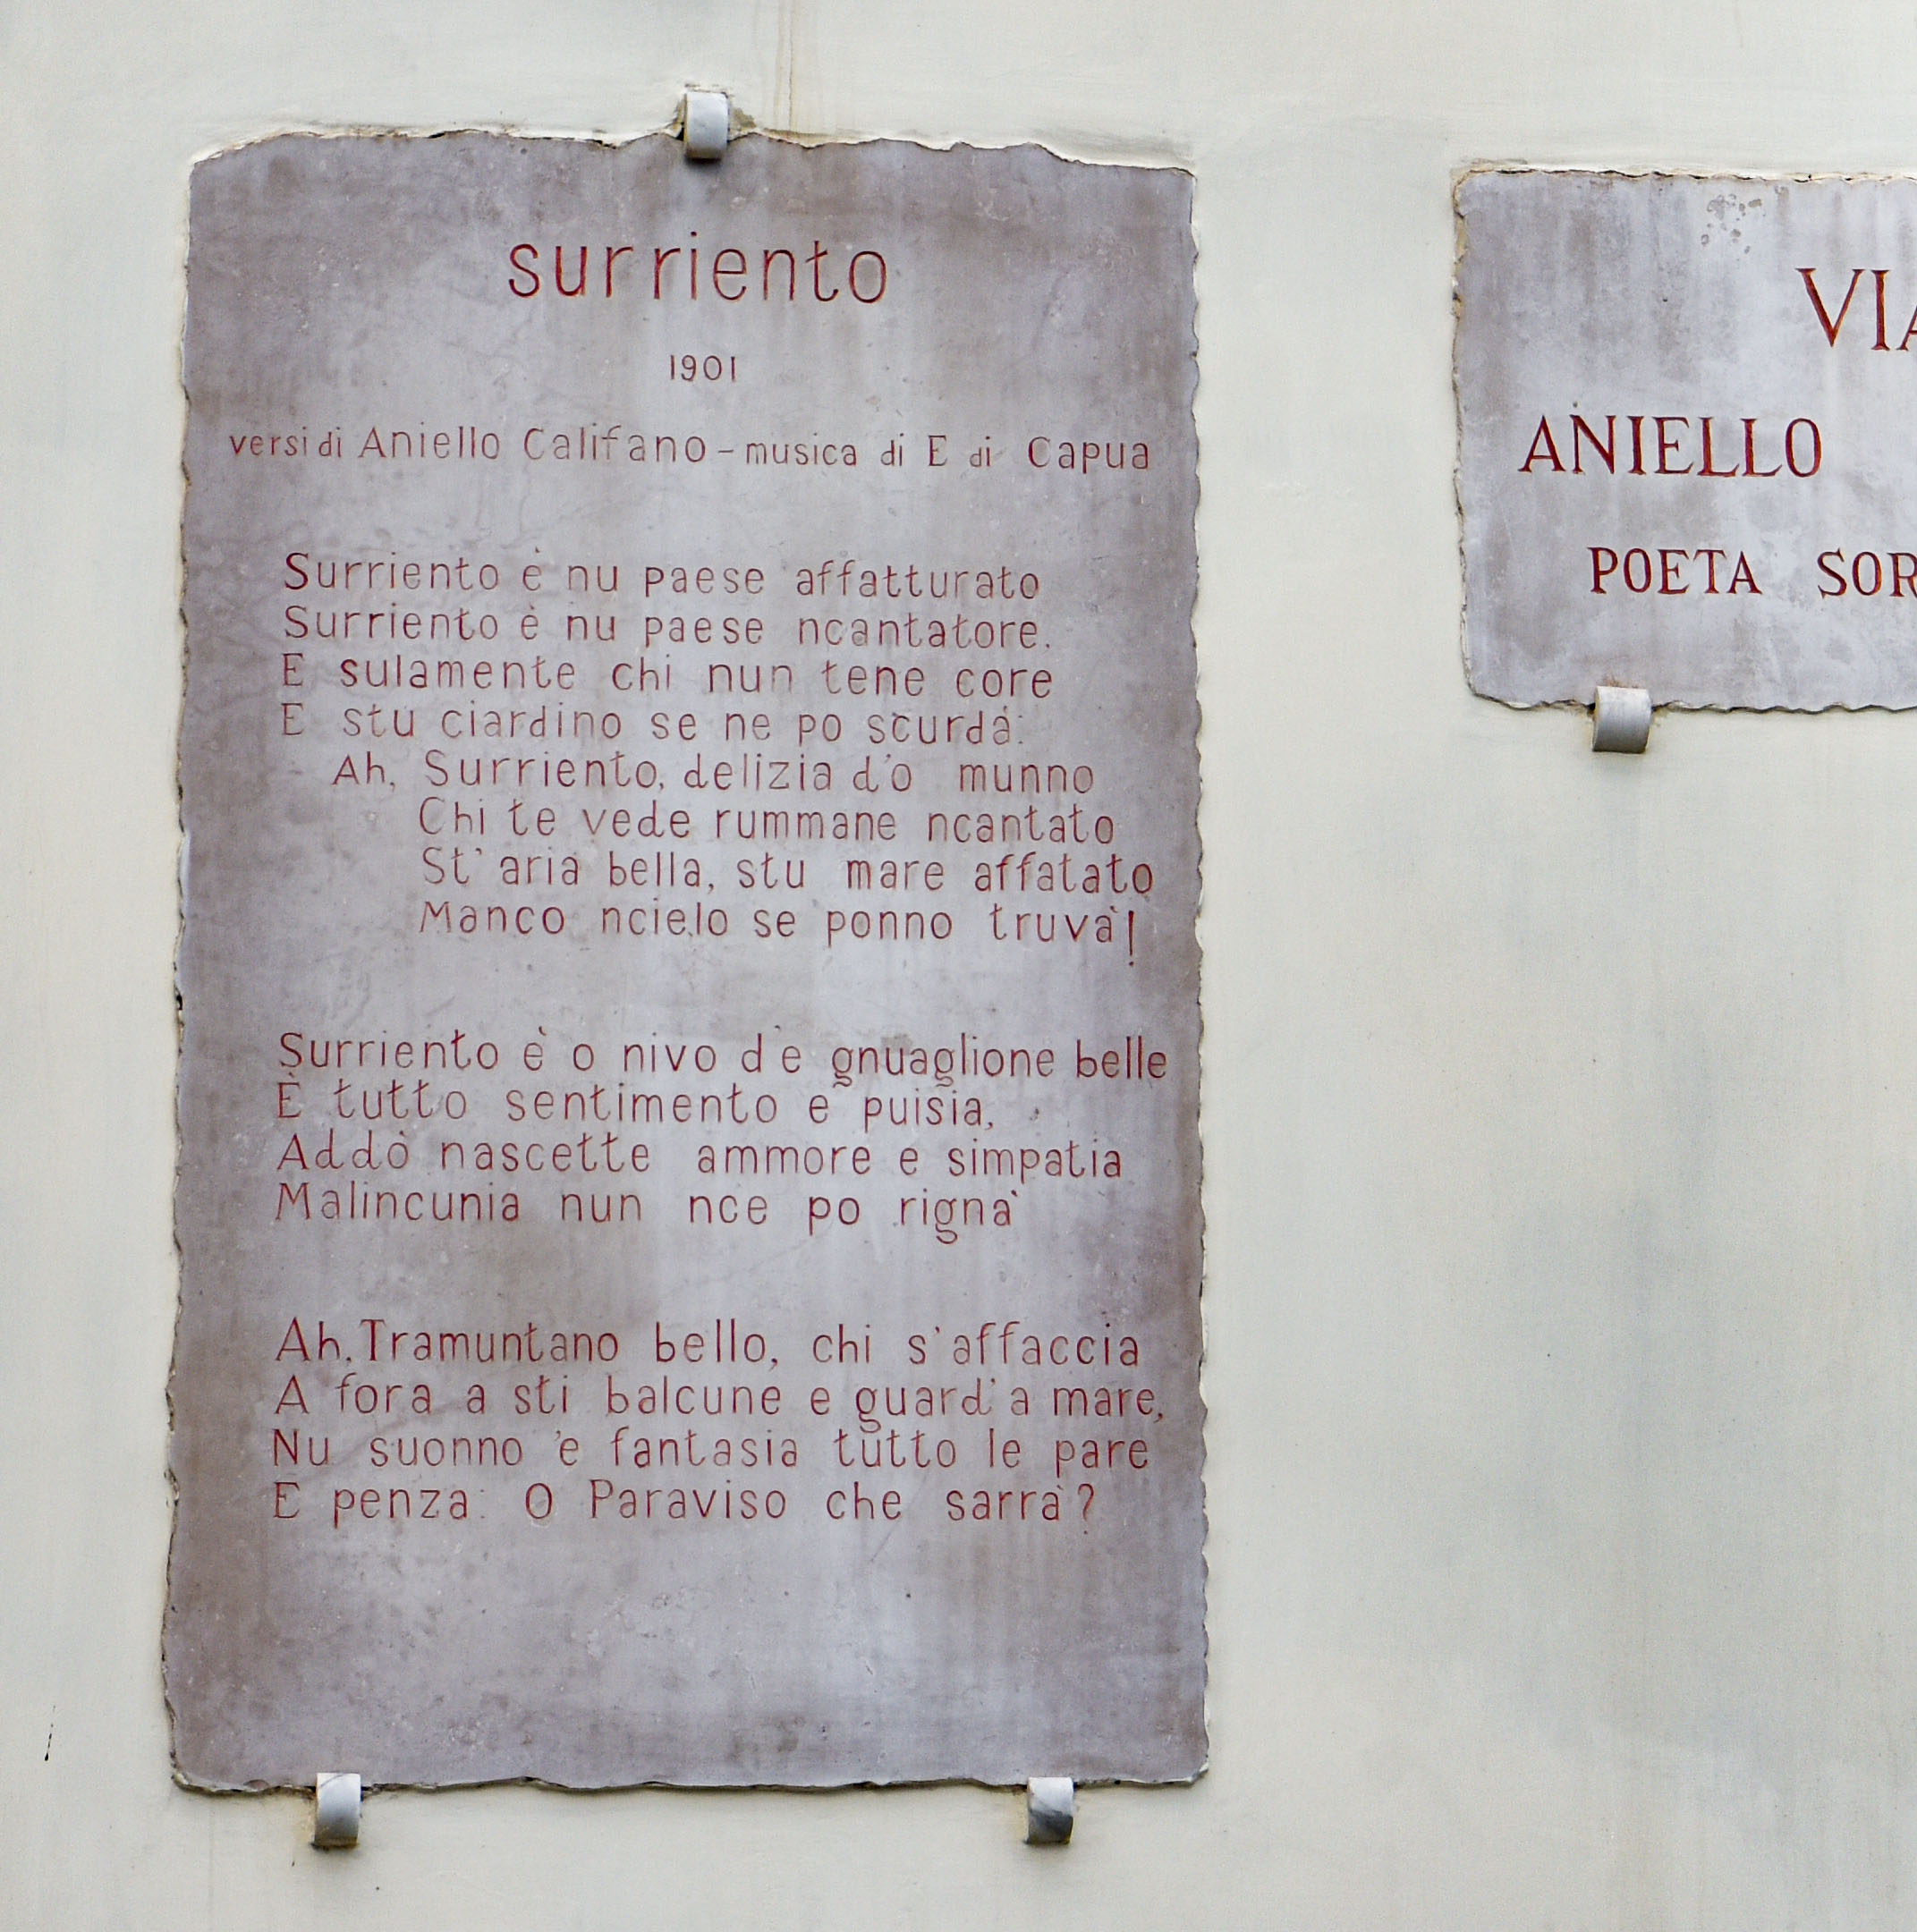 surriento
1901
versi di Aniello Califano - musica di E di Capua
Surriento è nu paese affatturato
Surriento è nu paese ncantatore.
E sulamente chi nun tene core
E stu ciardino se ne po scurdà.
Ah, Surriento, delizia d'o munno
Chi te vede rummane ncantato
St'aria bella, stu mare affatato
Manco ncielo se ponno truvà!
Surriento è o nivo d'e gnuaglione belle
È tutto sentimento e puisia,
Addò nascette ammore e simpatia
Malincunia nun nce po rignà
Ah, Tramuntano bello, chi s'affaccia
A fora a sti balcune e guard'a mare,
Nu suonno 'e fantasia tutto le pare
E penza: O Paraviso che sarrà?
VIA
ANIELLO
POETA SOR